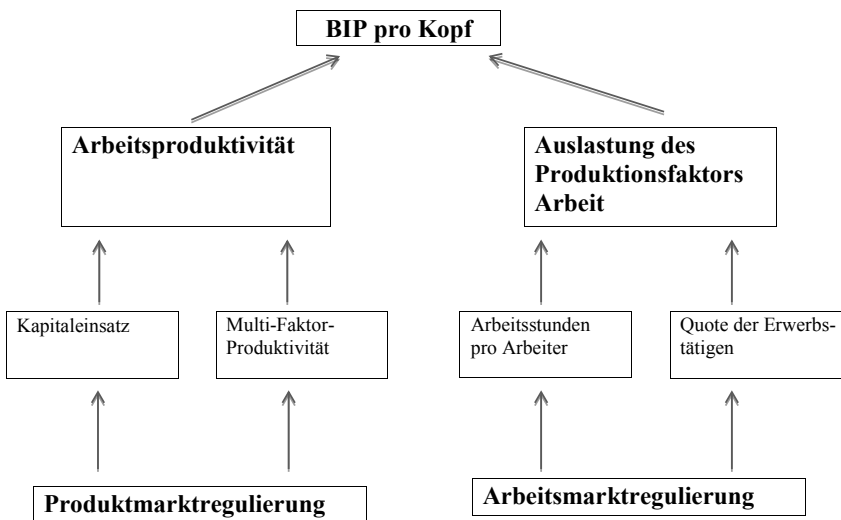 BIP pro Kopf
Arbeitsproduktivität
Auslastung des
Produktionsfaktors
Arbeit
Kapitaleinsatz
Multi-Faktor-
Produktivität
Arbeitsstunden
pro Arbeiter
Quote der Erwerbs-
tätigen
Produktmarktregulierung
Arbeitsmarktregulierung